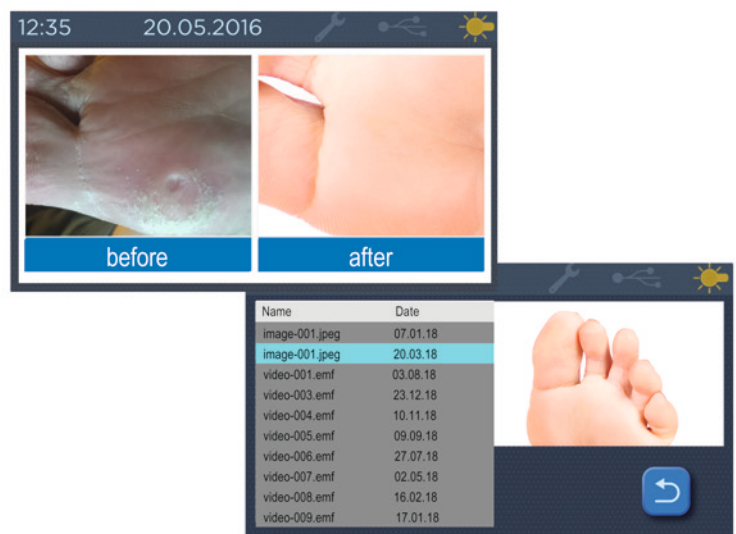 12:35 20.05.2016
before after
Name Date
image-001.jpeg 07.01.18
image-001.jpeg 20.03.18
video-001.emf 03.08.18
video-003.emf 23.12.18
video-004.emf 10.11.18
video-005.emf 09.09.18
video-006.emf 27.07.18
video-007.emf 02.05.18
video-008.emf 16.02.18
video-009.emf 17.01.18